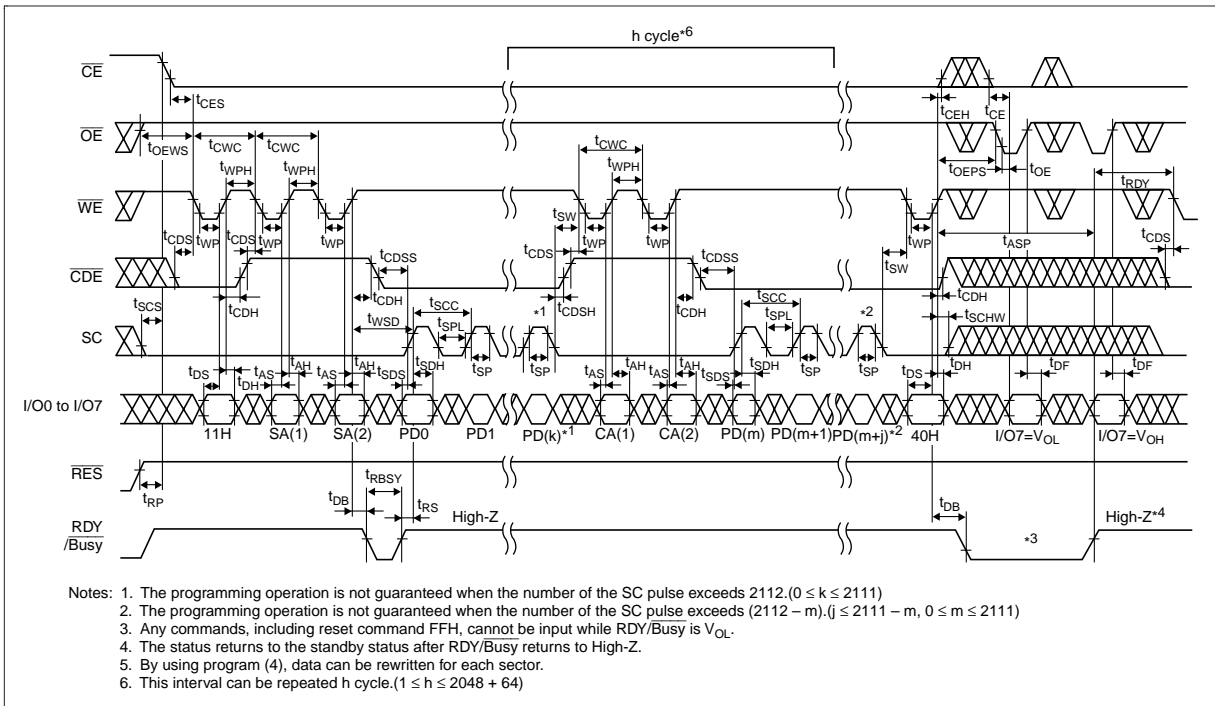 h cycle*6
CE
tCES
tCEH
tCE
OE
tOEWS
tCWC
tCWC
tCWC
tWPH
tWPH
tWPH
tOEPS
tOE
tRDY
WE
tCDS
tWP
tCDS
tWP
tWP
tSW
tCDS
tWP
tWP
tWP
tASP
tCDS
CDE
tCDSS
tCDSS
tSW
tSCS
tCDH
tCDH
tSCC
*1
tCDSH
tCDH
tSCC
*2
tCDH
tWSD
tSPL
tSPL
tSCHW
SC
tDS
tDH
tAS
tAH
tAH
tSDS
tSDH
tSP
tSP
tAS
tAH
tAH
tSDS
tSDH
tSP
tSP
tDS
tDH
tDF
tDF
tAS
tAS
I/O0 to I/O7
11H
SA(1)
SA(2)
PD0
PD1
PD(k)*1
CA(1)
CA(2)
PD(m)
PD(m+1)
PD(m+j)*2
40H
I/O7=VOL
I/O7=VOH
RES
tRP
tDB
tRBSY
tRS
tDB
RDY
/Busy
High-Z
*3
High-Z*4
Notes: 1. The programming operation is not guaranteed when the number of the SC pulse exceeds 2112.(0 ≤ k ≤ 2111)
2. The programming operation is not guaranteed when the number of the SC pulse exceeds (2112 – m).(j ≤ 2111 – m, 0 ≤ m ≤ 2111)
3. Any commands, including reset command FFH, cannot be input while RDY/Busy is VOL.
4. The status returns to the standby status after RDY/Busy returns to High-Z.
5. By using program (4), data can be rewritten for each sector.
6. This interval can be repeated h cycle.(1 ≤ h ≤ 2048 + 64)